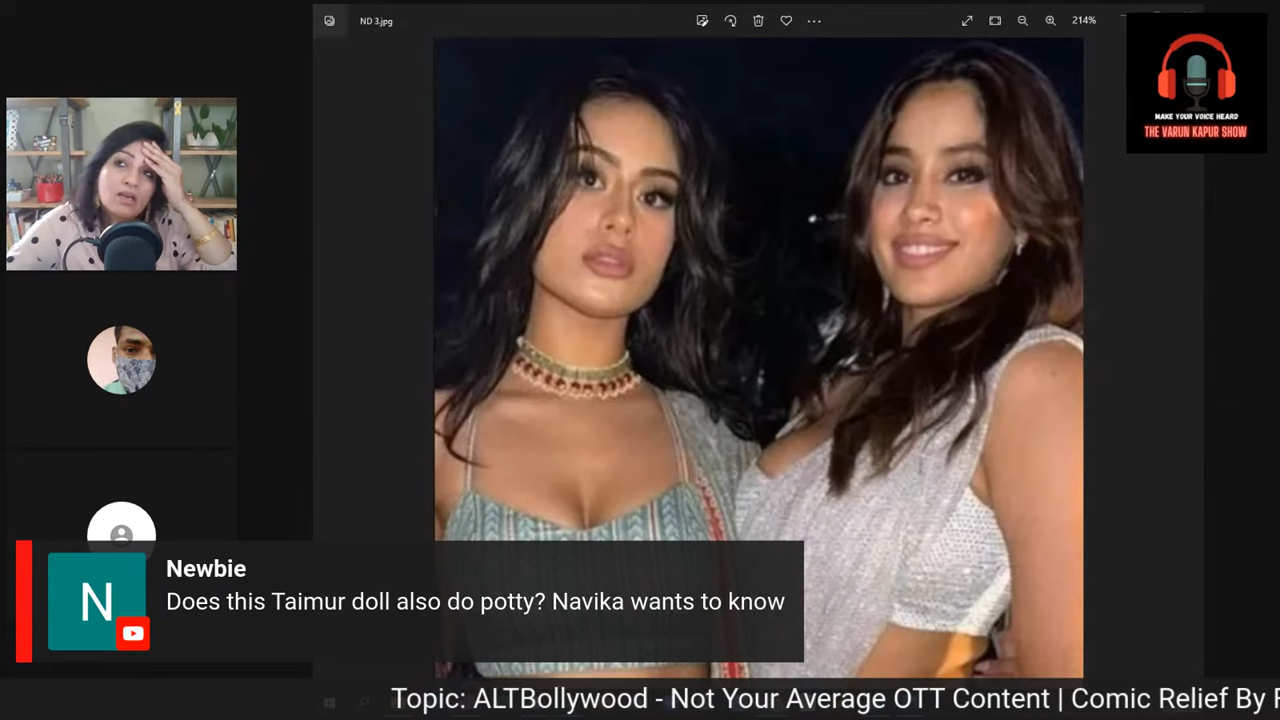 ND 3.jpg
214%
MAKE YOUR VOICE HEARD
THE VARUN KAPUR SHOW
N
Newbie
Does this Taimur doll also do potty? Navika wants to know
Topic: ALTBollywood - Not Your Average OTT Content | Comic Relief By